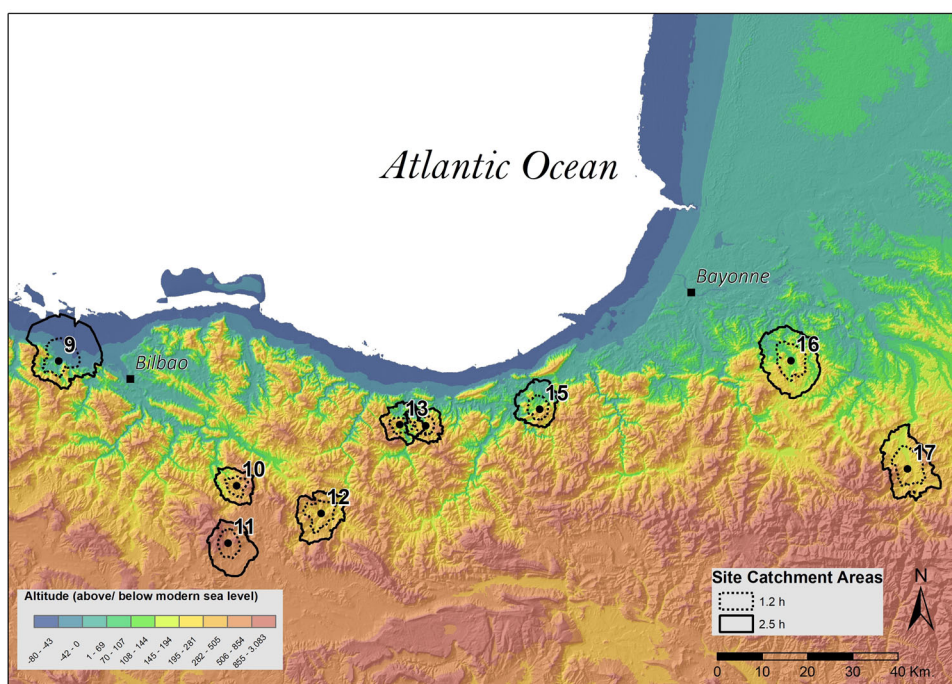 Atlantic Ocean
Bayonne
9
Bilbao
16
13
15
17
10
12
11
Altitude (above/ below modern sea level)
-80 - -43
-42 - 0
1 - 69
70 - 107
108 - 144
145 - 194
195 - 281
282 - 505
506 - 854
855 - 3.083
Site Catchment Areas
1.2 h
2.5 h
N
0 10 20 40 Km